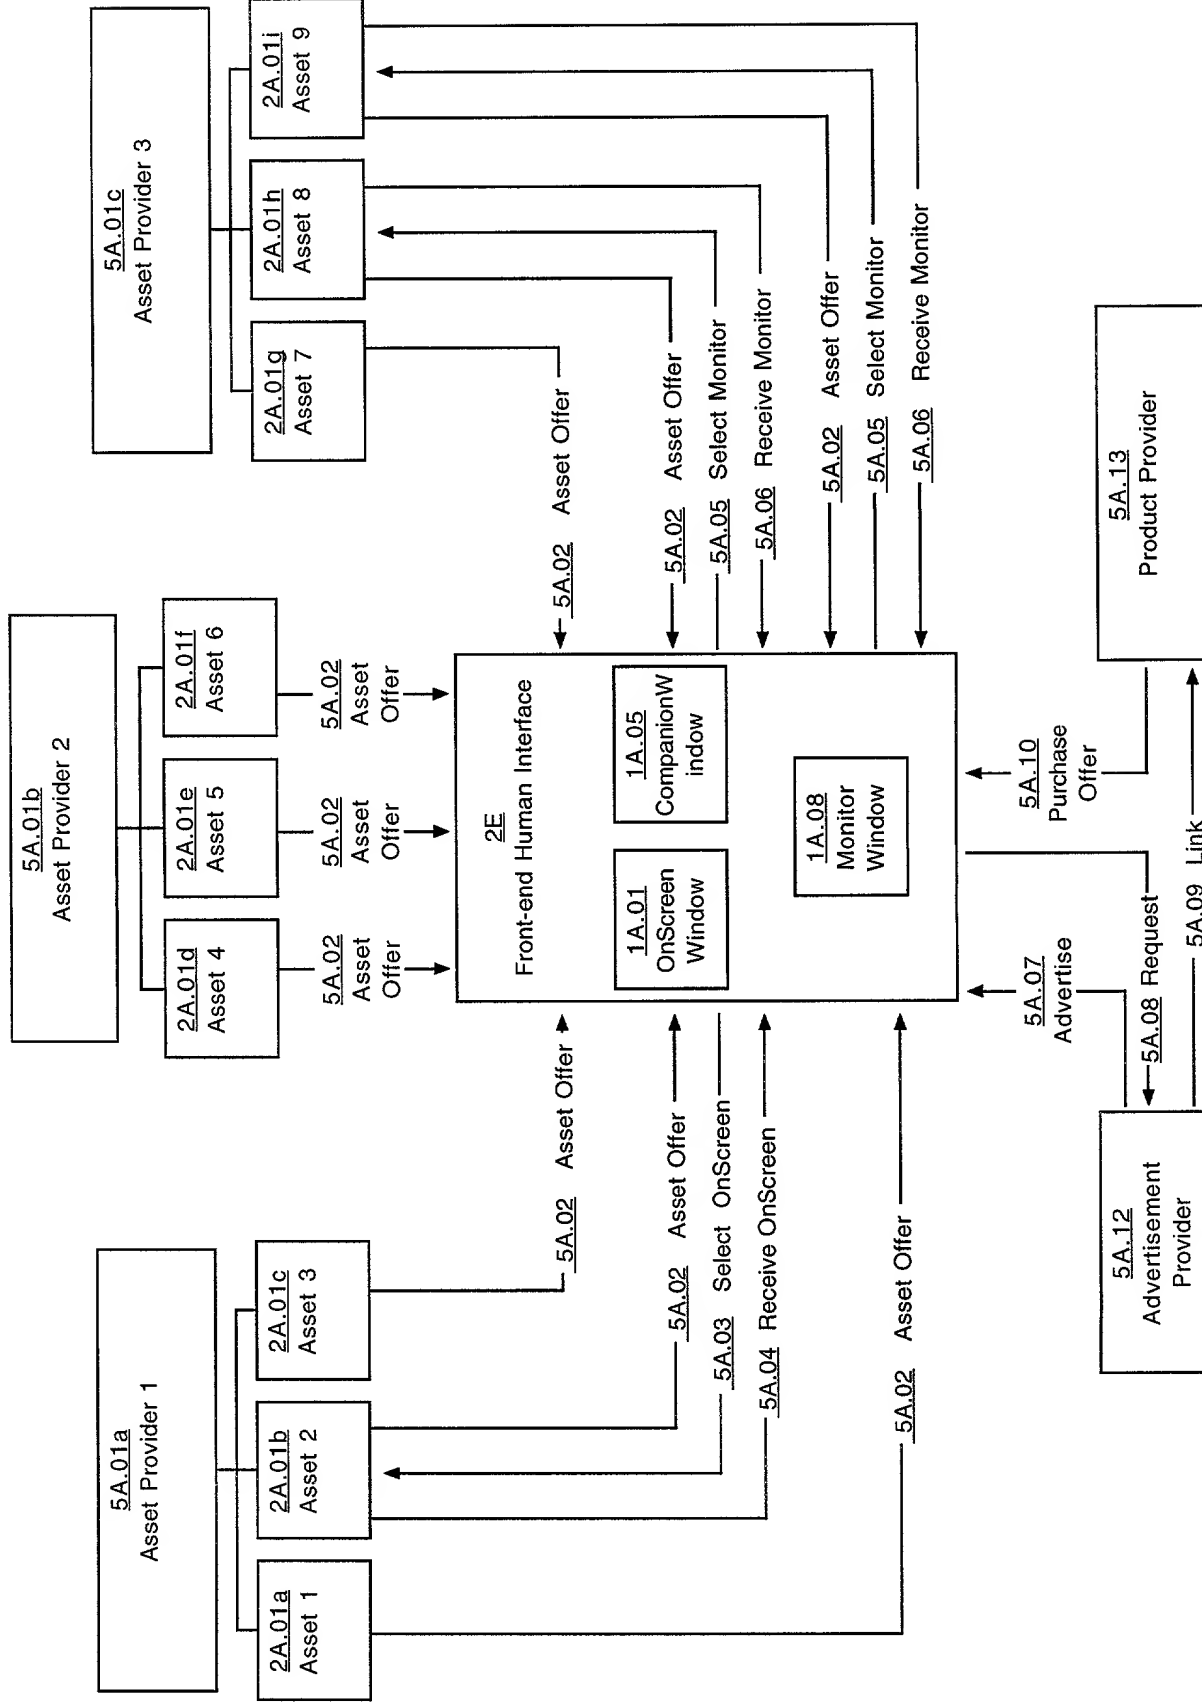 5A.01a
Asset Provider 1
2A.01a
Asset 1
2A.01b
Asset 2
2A.01c
Asset 3
5A.01b
Asset Provider 2
2A.01d
Asset 4
2A.01e
Asset 5
2A.01f
Asset 6
5A.01c
Asset Provider 3
2A.01g
Asset 7
2A.01h
Asset 8
2A.01i
Asset 9
5A.02
Asset
Offer
5A.02
Asset
Offer
5A.02
Asset
Offer
5A.02 Asset Offer
5A.02 Asset Offer
5A.03 Select OnScreen
5A.04 Receive OnScreen
5A.02 Asset Offer
2E
Front-end Human Interface
1A.01
OnScreen
Window
1A.05
CompanionW
indow
1A.08
Monitor
Window
5A.02 Asset Offer
5A.02 Asset Offer
5A.05 Select Monitor
5A.06 Receive Monitor
5A.02 Asset Offer
5A.05 Select Monitor
5A.06 Receive Monitor
5A.07
Advertise
5A.10
Purchase
Offer
5A.08 Request
5A.09 Link
5A.12
Advertisement
Provider
5A.13
Product Provider